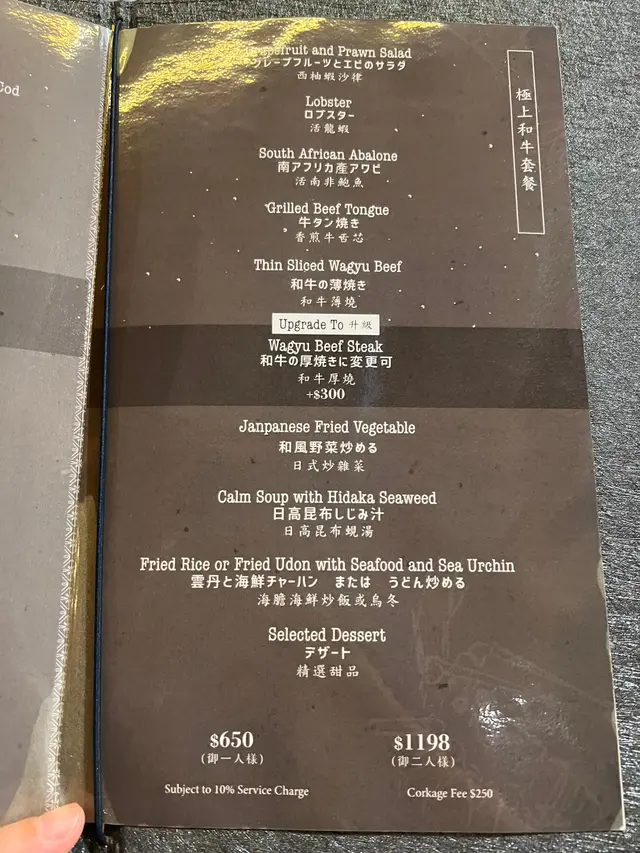 Cod
極上和牛套餐
Grapefruit and Prawn Salad
グレープフルーツとエビのサラダ
西柚蝦沙律
Lobster
ロブスター
活龍蝦
South African Abalone
南アフリカ産アワビ
活南非鮑魚
Grilled Beef Tongue
牛タン焼き
香煎牛舌芯
Thin Sliced Wagyu Beef
和牛の薄焼き
和牛薄燒
Upgrade To 升級
Wagyu Beef Steak
和牛の厚焼きに変更可
和牛厚燒
+$300
Janpanese Fried Vegetable
和風野菜炒める
日式炒雜菜
Calm Soup with Hidaka Seaweed
日高昆布しじみ汁
日高昆布蜆湯
Fried Rice or Fried Udon with Seafood and Sea Urchin
雲丹と海鮮チャーハン または うどん炒める
海膽海鮮炒飯或烏冬
Selected Dessert
デザート
精選甜品
$650
(御一人様)
$1198
(御二人様)
Subject to 10% Service Charge
Corkage Fee $250